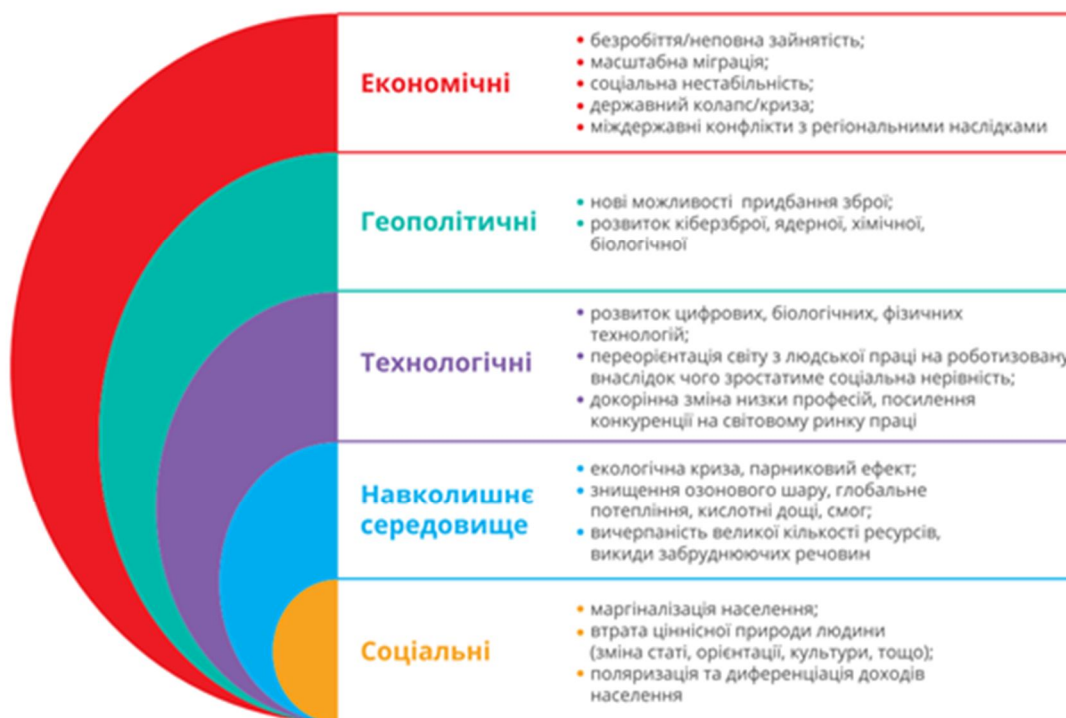 Економічні
• безробіття/неповна зайнятість;
• масштабна міграція;
• соціальна нестабільність;
• державний колапс/криза;
• міждержавні конфлікти з регіональними наслідками
Геополітичні
• нові можливості придбання зброї;
• розвиток кіберзброї, ядерної, хімічної,
біологічної
Технологічні
• розвиток цифрових, біологічних, фізичних
технологій;
• переорієнтація світу з людської праці на роботизовану
внаслідок чого зростатиме соціальна нерівність;
• докорінна зміна низки професій, посилення
конкуренції на світовому ринку праці
Навколишнє
середовище
• екологічна криза, парниковий ефект;
• знищення озонового шару, глобальне
потепління, кислотні дощі, смог;
• вичерпаність великої кількості ресурсів,
викиди забруднюючих речовин
Соціальні
• маргіналізація населення;
• втрата ціннісної природи людини
(зміна статі, орієнтації, культури, тощо);
• поляризація та диференціація доходів
населення